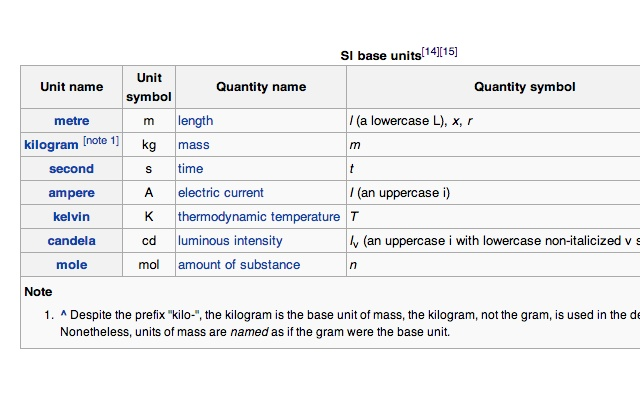 SI base units[14][15]
Unit name Unit symbol Quantity name Quantity symbol
metre m length l (a lowercase L), x, r
kilogram [note 1] kg mass m
second s time t
ampere A electric current I (an uppercase i)
kelvin K thermodynamic temperature T
candela cd luminous intensity Iv (an uppercase i with lowercase non-italicized v
mole mol amount of substance n
Note
1. ^ Despite the prefix "kilo-", the kilogram is the base unit of mass, the kilogram, not the gram, is used in the
Nonetheless, units of mass are named as if the gram were the base unit.